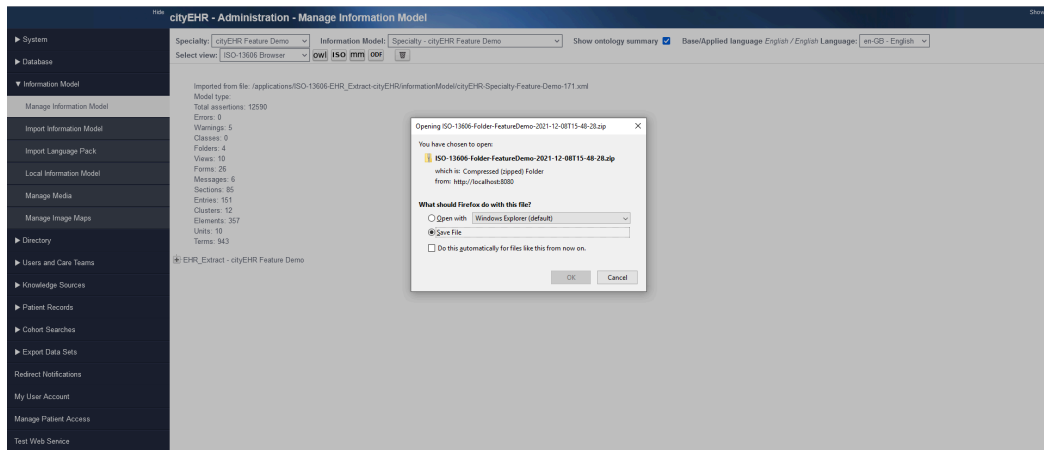 Hide
cityEHR - Administration - Manage Information Model
Show
▶ System
▶ Database
▼ Information Model
Manage Information Model
Import Information Model
Import Language Pack
Local Information Model
Manage Media
Manage Image Maps
▶ Directory
▶ Users and Care Teams
▶ Knowledge Sources
▶ Patient Records
▶ Cohort Searches
▶ Export Data Sets
Redirect Notifications
My User Account
Manage Patient Access
Test Web Service
Specialty: cityEHR Feature Demo Information Model: Specialty - cityEHR Feature Demo Show ontology summary Base/Applied language English / English Language: en-GB - English
Select view: ISO-13606 Browser owl ISO mm ODF
Imported from file: /applications/ISO-13606-EHR_Extract-cityEHR/informationModel/cityEHR-Specialty-Feature-Demo-171.xml
Model type:
Total assertions: 12590
Errors: 0
Warnings: 5
Classes: 0
Folders: 4
Views: 10
Forms: 26
Messages: 6
Sections: 85
Entries: 151
Clusters: 12
Elements: 357
Units: 10
Terms: 943
EHR_Extract - cityEHR Feature Demo
Opening ISO-13606-Folder-FeatureDemo-2021-12-08T15-48-28.zip
You have chosen to open:
ISO-13606-Folder-FeatureDemo-2021-12-08T15-48-28.zip
which is: Compressed (zipped) Folder
from: http://localhost:8080
What should Firefox do with this file?
Open with Windows Explorer (default)
Save File
Do this automatically for files like this from now on.
OK Cancel